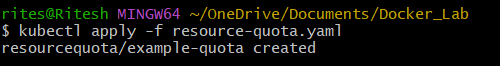 rites@Ritesh MINGW64 ~/OneDrive/Documents/Docker_Lab
$ kubectl apply -f resource-quota.yaml
resourcequota/example-quota created